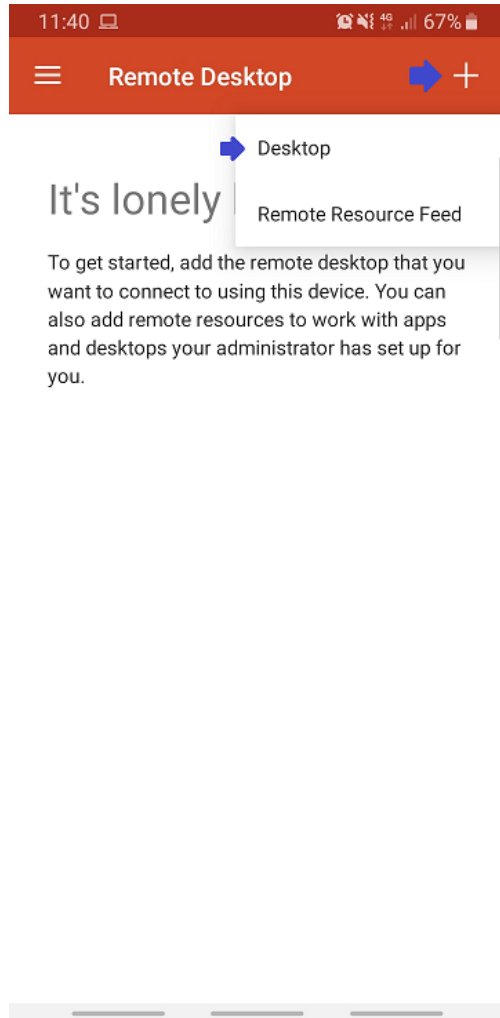 11:40 4G 67%
Remote Desktop
Desktop
It's lonely
Remote Resource Feed
To get started, add the remote desktop that you
want to connect to using this device. You can
also add remote resources to work with apps
and desktops your administrator has set up for
you.